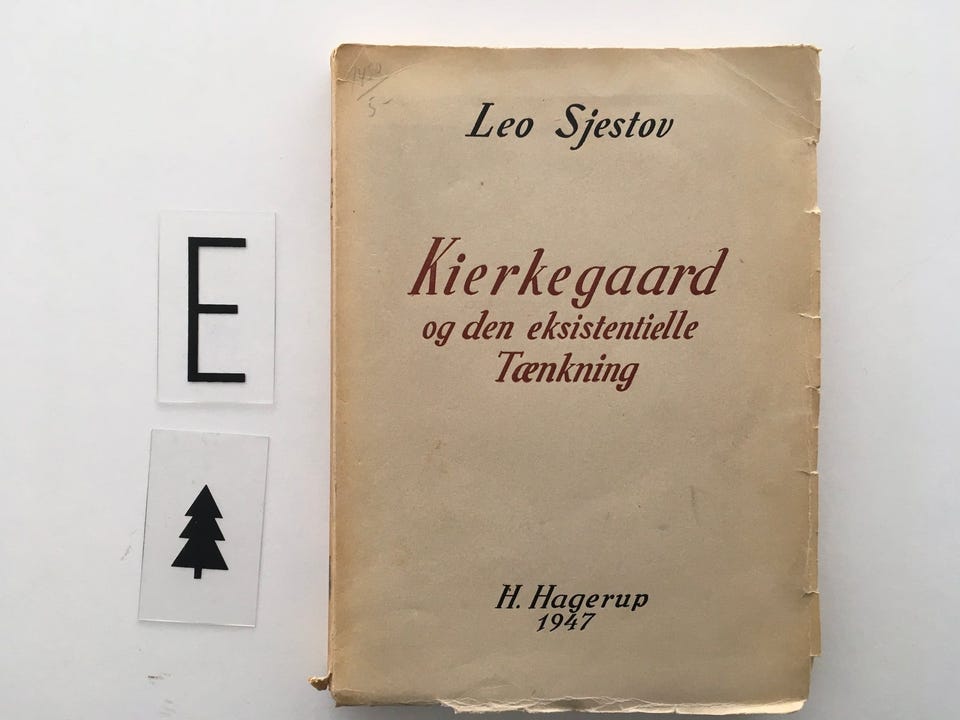 Leo Sjestov
Kierkegaard
og den eksistentielle
Tænkning
H. Hagerup
1947
E